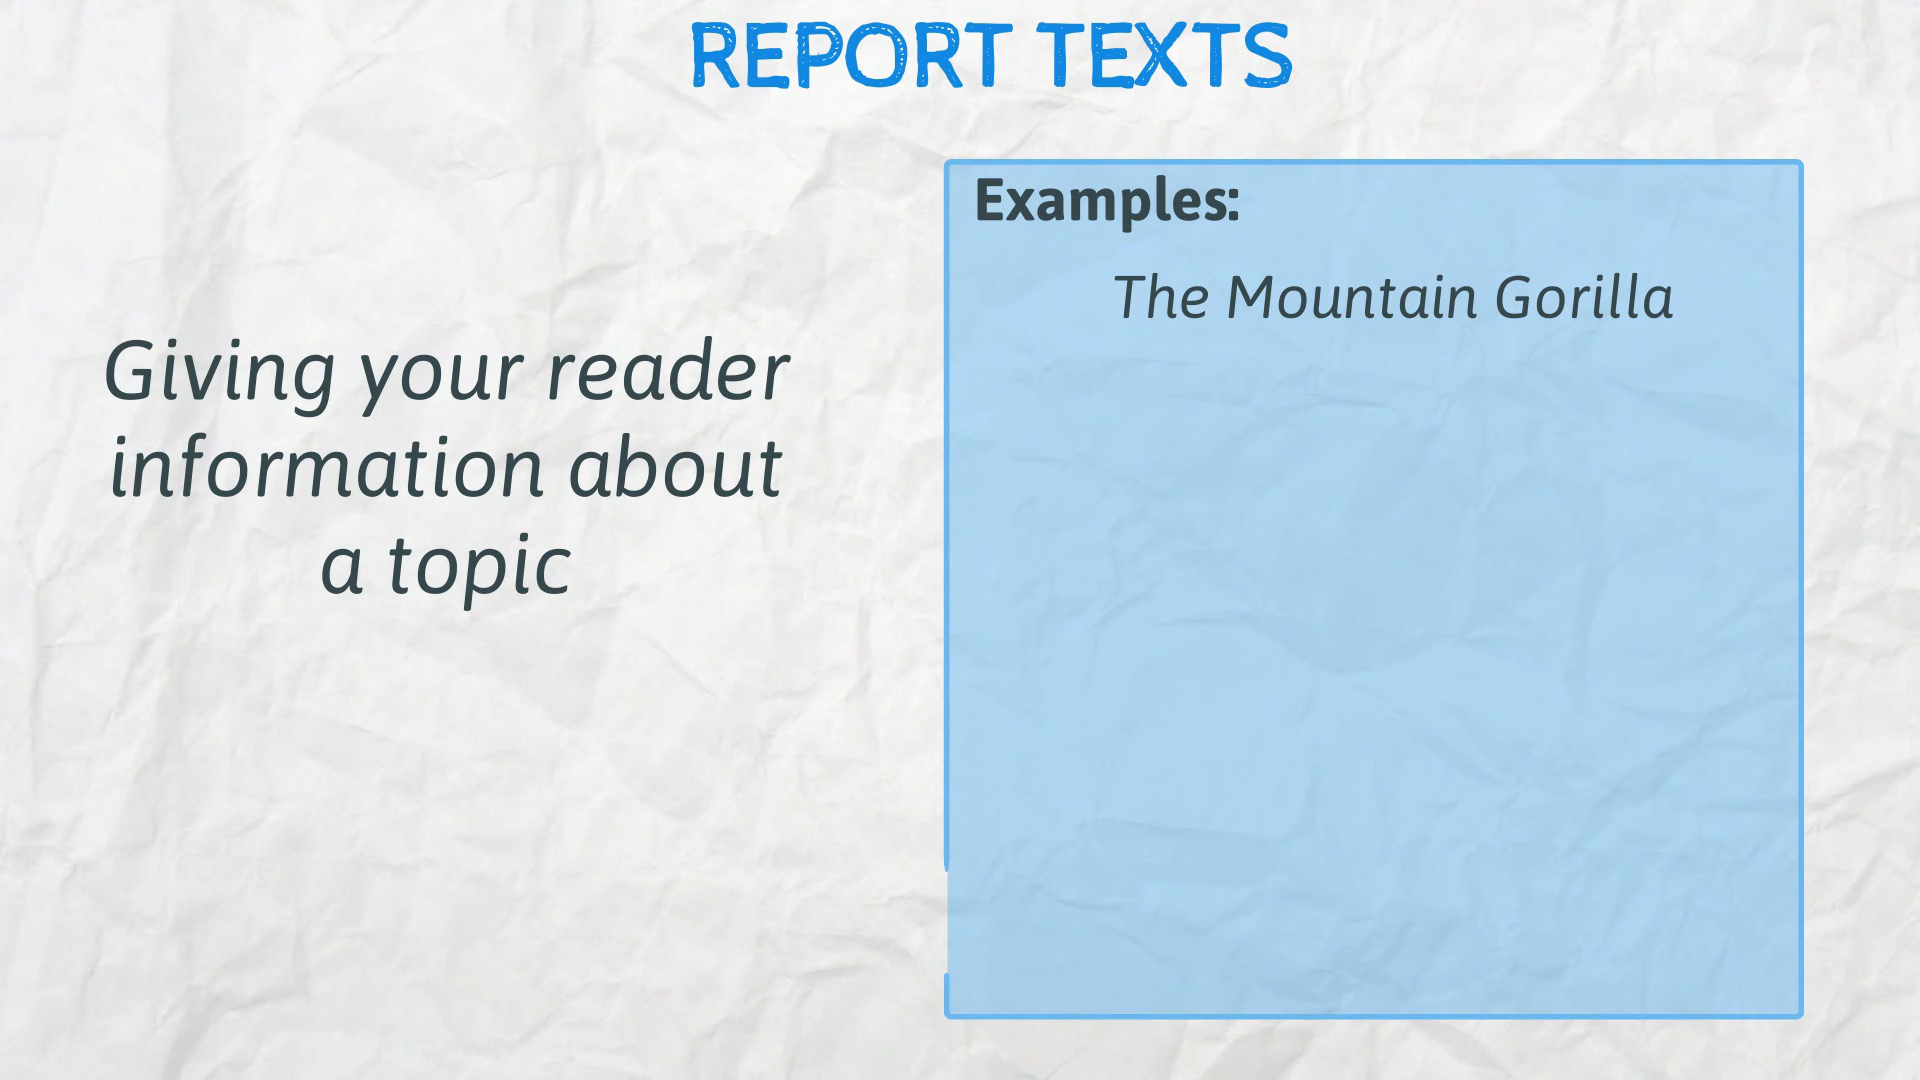 REPORT TEXTS
Giving your reader
information about
a topic
Examples:
The Mountain Gorilla